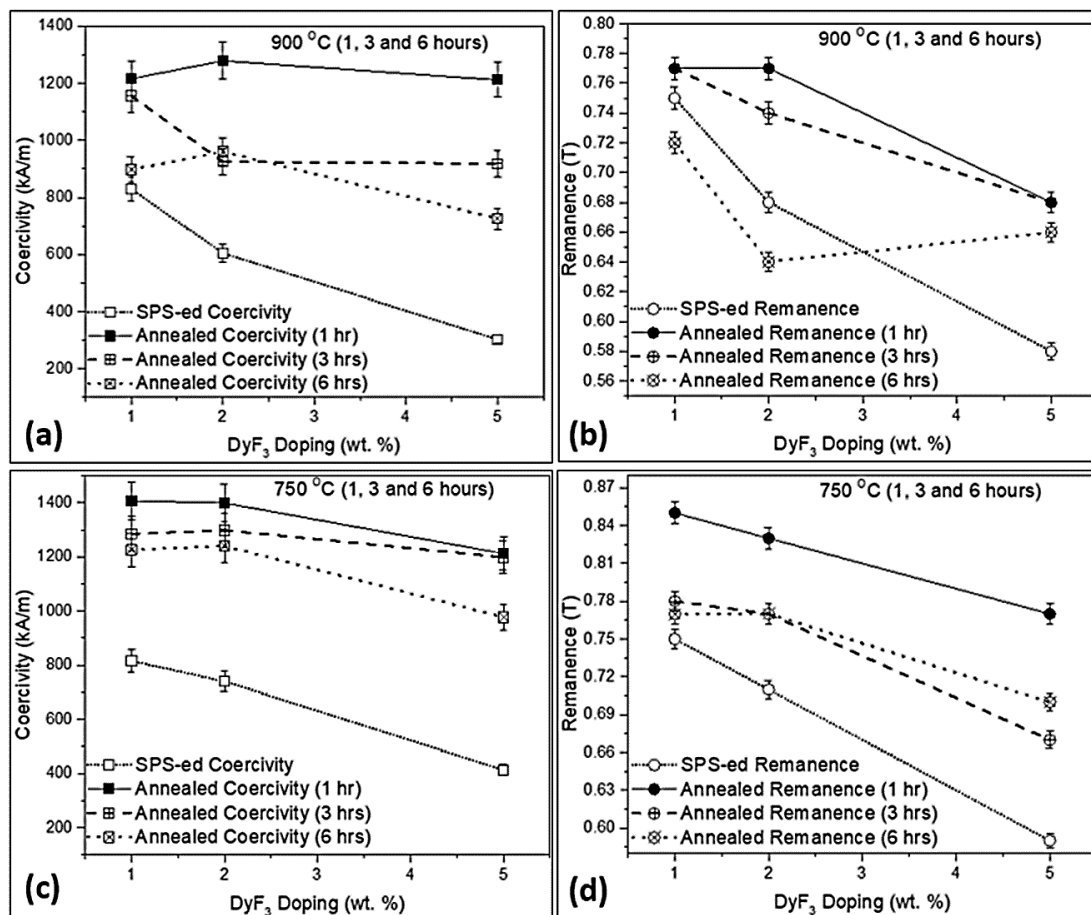 900 °C (1, 3 and 6 hours)
Coercivity (kA/m)
1400
1200
1000
800
600
400
200
SPS-ed Coercivity
Annealed Coercivity (1 hr)
Annealed Coercivity (3 hrs)
Annealed Coercivity (6 hrs)
1 2 3 4 5
(a)
DyF₃ Doping (wt. %)
900 °C (1, 3 and 6 hours)
Remanence (T)
0.80
0.78
0.76
0.74
0.72
0.70
0.68
0.66
0.64
0.62
0.60
0.58
0.56
SPS-ed Remanence
Annealed Remanence (1 hr)
Annealed Remanence (3 hrs)
Annealed Remanence (6 hrs)
1 2 3 4 5
(b)
DyF₃ Doping (wt. %)
750 °C (1, 3 and 6 hours)
Coercivity (kA/m)
1400
1200
1000
800
600
400
200
SPS-ed Coercivity
Annealed Coercivity (1 hr)
Annealed Coercivity (3 hrs)
Annealed Coercivity (6 hrs)
1 2 3 4 5
(c)
DyF₃ Doping (wt. %)
750 °C (1, 3 and 6 hours)
Remanence (T)
0.87
0.84
0.81
0.78
0.75
0.72
0.69
0.66
0.63
0.60
SPS-ed Remanence
Annealed Remanence (1 hr)
Annealed Remanence (3 hrs)
Annealed Remanence (6 hrs)
1 2 3 4 5
(d)
DyF₃ Doping (wt. %)